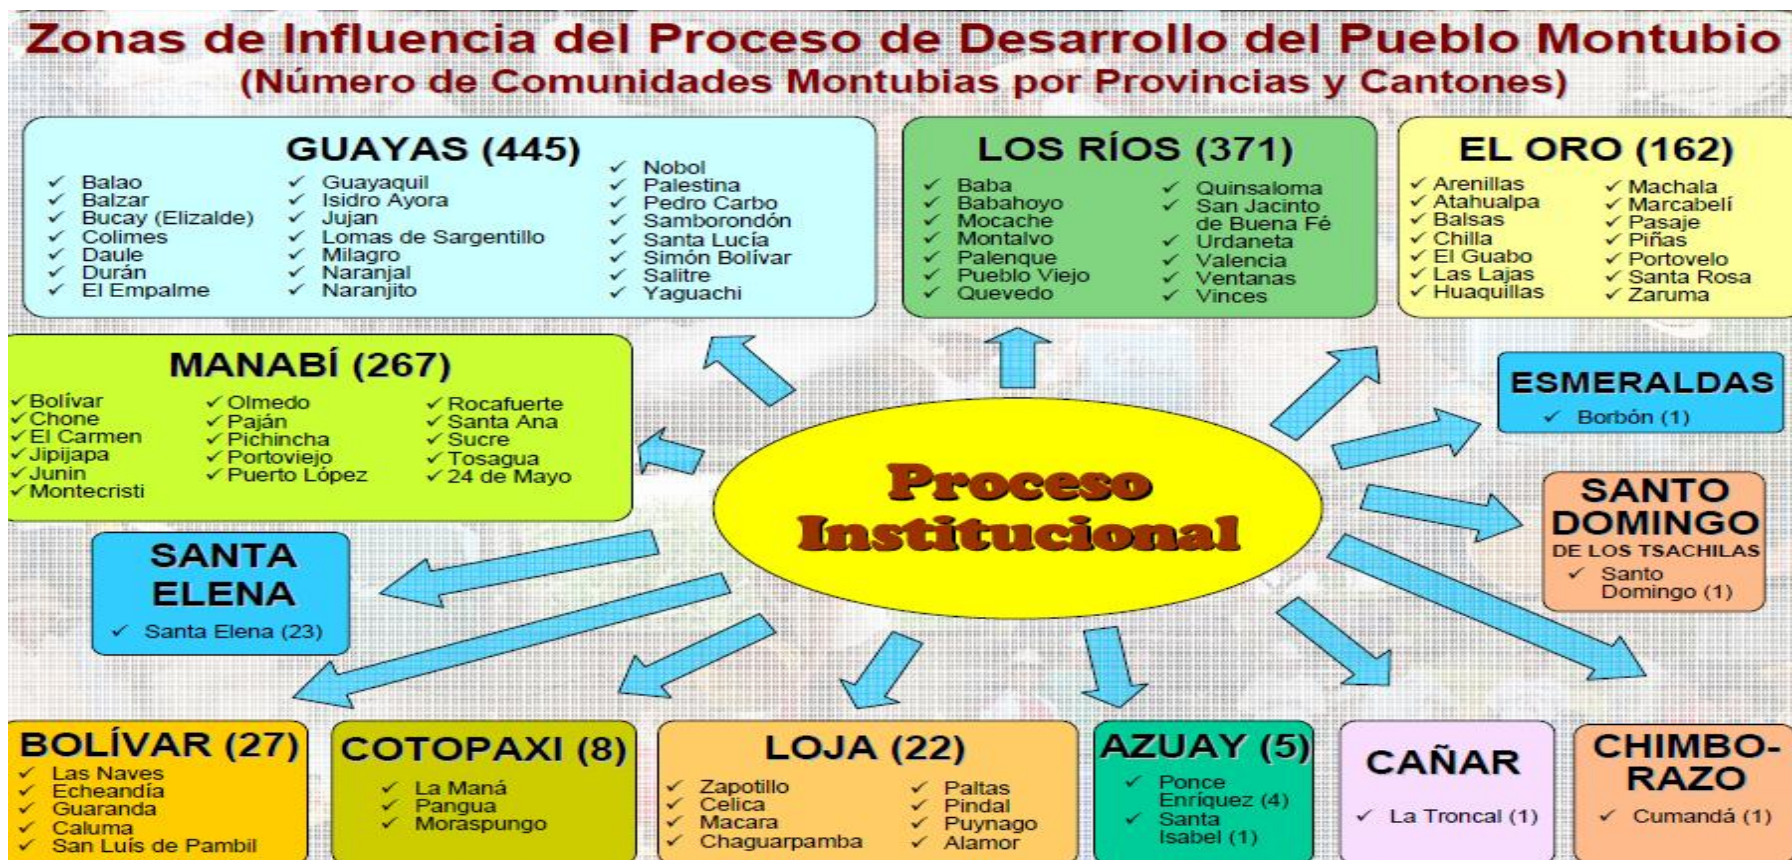 Zonas de Influencia del Proceso de Desarrollo del Pueblo Montubio
(Número de Comunidades Montubias por Provincias y Cantones)
GUAYAS (445)
✓ Balao
✓ Balzar
✓ Bucay (Elizalde)
✓ Colimes
✓ Daule
✓ Durán
✓ El Empalme
✓ Guayaquil
✓ Isidro Ayora
✓ Jujan
✓ Lomas de Sargentillo
✓ Milagro
✓ Naranjal
✓ Naranjito
✓ Nobol
✓ Palestina
✓ Pedro Carbo
✓ Samborondón
✓ Santa Lucía
✓ Simón Bolívar
✓ Salitre
✓ Yaguachi
LOS RÍOS (371)
✓ Baba
✓ Babahoyo
✓ Mocache
✓ Montalvo
✓ Palenque
✓ Pueblo Viejo
✓ Quevedo
✓ Quinsaloma
✓ San Jacinto
de Buena Fé
✓ Urdaneta
✓ Valencia
✓ Ventanas
✓ Vinces
EL ORO (162)
✓ Arenillas
✓ Atahualpa
✓ Balsas
✓ Chilla
✓ El Guabo
✓ Las Lajas
✓ Huaquillas
✓ Machala
✓ Marcabelí
✓ Pasaje
✓ Piñas
✓ Portovelo
✓ Santa Rosa
✓ Zaruma
MANABÍ (267)
✓ Bolívar
✓ Chone
✓ El Carmen
✓ Jipijapa
✓ Junin
✓ Montecristi
✓ Olmedo
✓ Paján
✓ Pichincha
✓ Portoviejo
✓ Puerto López
✓ Rocafuerte
✓ Santa Ana
✓ Sucre
✓ Tosagua
✓ 24 de Mayo
ESMERALDAS
✓ Borbón (1)
Proceso
Institucional
SANTO
DOMINGO
DE LOS TSACHILAS
✓ Santo
Domingo (1)
SANTA
ELENA
✓ Santa Elena (23)
BOLÍVAR (27)
✓ Las Naves
✓ Echeandía
✓ Guaranda
✓ Caluma
✓ San Luís de Pambil
COTOPAXI (8)
✓ La Maná
✓ Pangua
✓ Moraspungo
LOJA (22)
✓ Zapotillo
✓ Celica
✓ Macara
✓ Chaguarpamba
✓ Paltas
✓ Pindal
✓ Puynago
✓ Alamor
AZUAY (5)
✓ Ponce
Enríquez (4)
✓ Santa
Isabel (1)
CAÑAR
✓ La Troncal (1)
CHIMBO-
RAZO
✓ Cumandá (1)